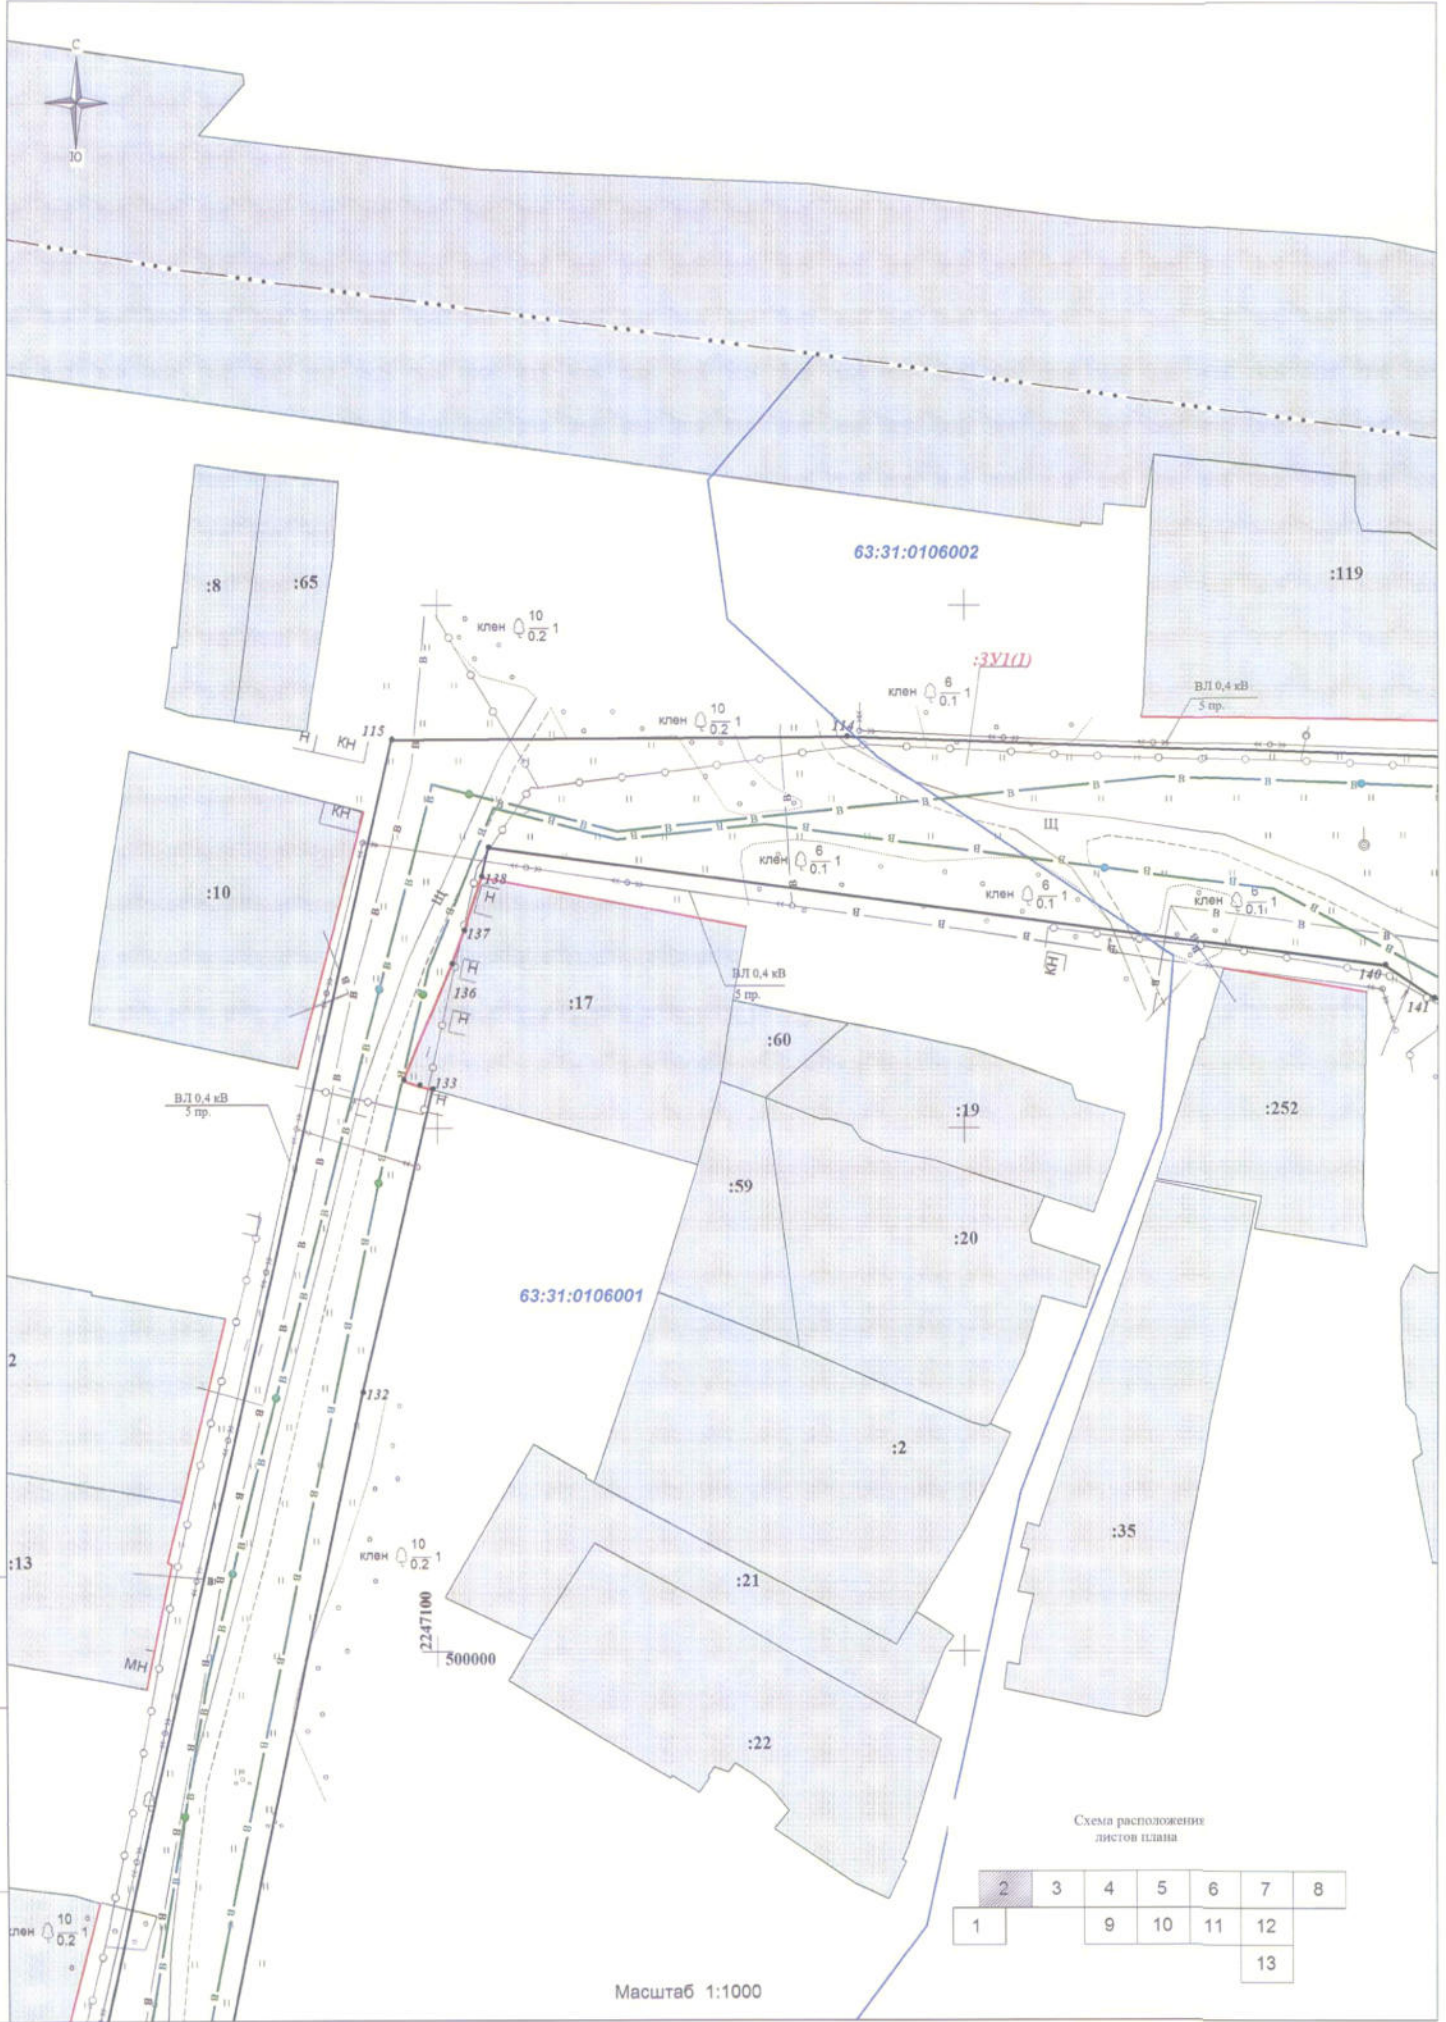 С
Ю
63:31:0106002
:119
:8
:65
клен 10 0.2 1
:ЗУ1(1)
клен 6 0.1 1
ВЛ 0,4 кВ
5 пр.
клен 10 0.2 1
114
115
Н
КН
КН
Щ
:10
клен 6 0.1 1
138
Н
Щ
клен 6 0.1 1
клен 6 0.1 1
137
КН
Н
136
ВЛ 0,4 кВ
5 пр.
140
141
:17
Н
:60
133
Н
ВЛ 0,4 кВ
5 пр.
:19
:252
:59
:20
63:31:0106001
2
132
:2
:35
клен 10 0.2 1
:13
:21
2247100
500000
МН
:22
Схема расположения
листов плана
2 3 4 5 6 7 8
1 9 10 11 12
13
клен 10 0.2 1
Масштаб 1:1000